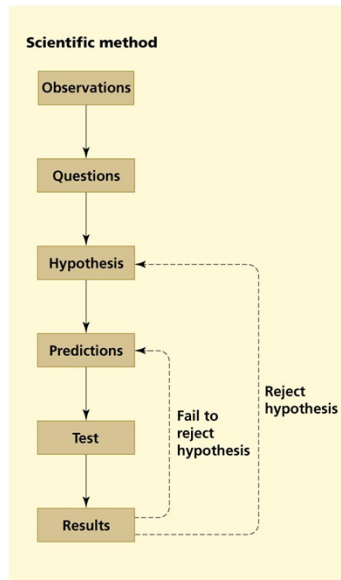 Scientific method
Observations
Questions
Hypothesis
Predictions
Test
Results
Fail to
reject
hypothesis
Reject
hypothesis